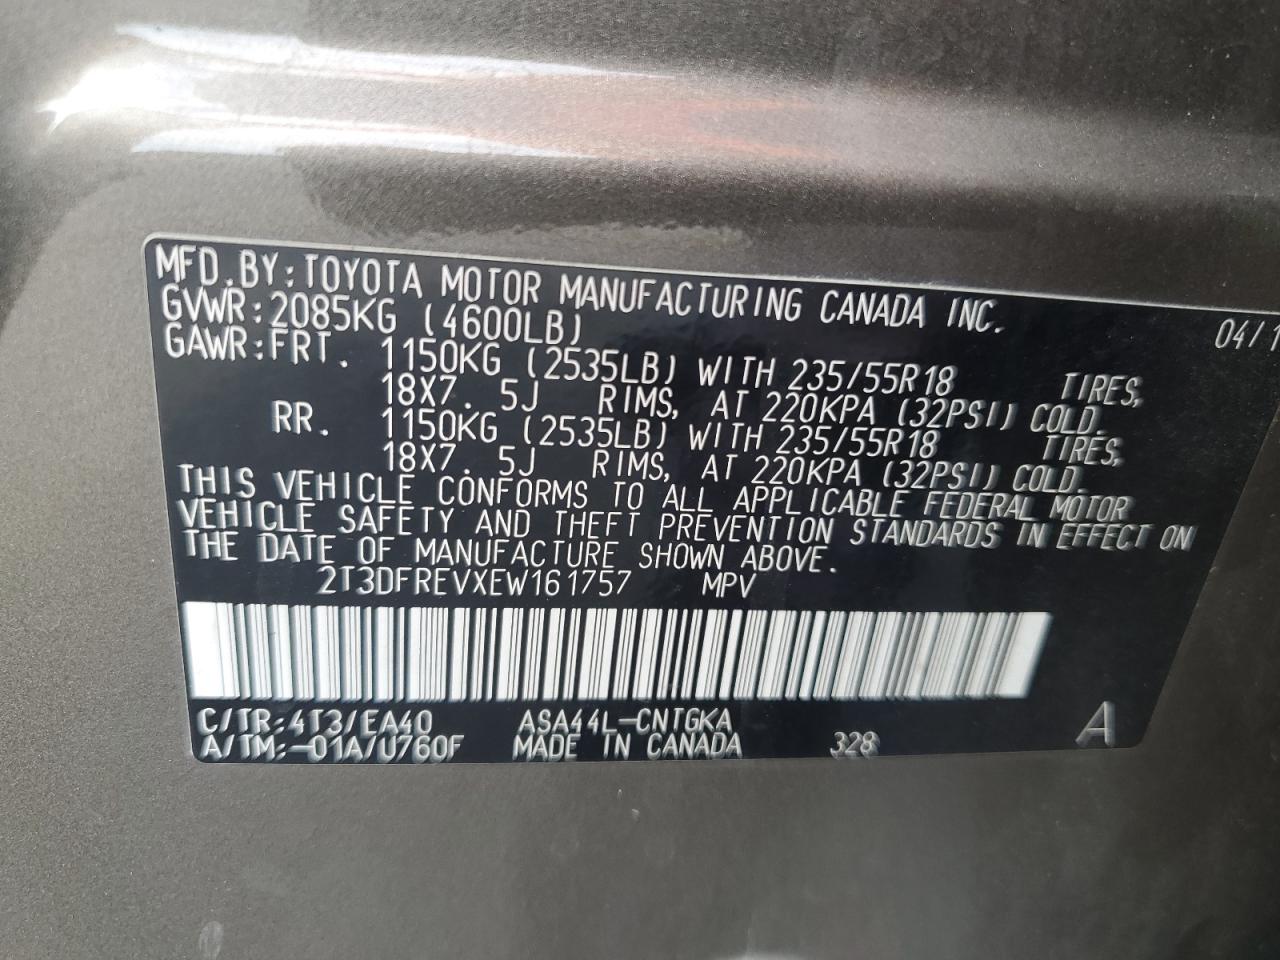 MFD.BY:TOYOTA MOTOR MANUFACTURING CANADA INC.
GVWR:2085KG (4600LB) 04/1
GAWR:FRT. 1150KG (2535LB) WITH 235/55R18 TIRES,
18X7.5J RIMS, AT 220KPA (32PSI) COLD.
RR. 1150KG (2535LB) WITH 235/55R18 TIRES,
18X7.5J RIMS, AT 220KPA (32PSI) COLD.
THIS VEHICLE CONFORMS TO ALL APPLICABLE FEDERAL MOTOR
VEHICLE SAFETY AND THEFT PREVENTION STANDARDS IN EFFECT ON
THE DATE OF MANUFACTURE SHOWN ABOVE.
2T3DFREVXEW161757 MPV
C/TR:4T3/EA40 ASA44L-CNTGKA
A/TM:-01A/U760F MADE IN CANADA 328 A